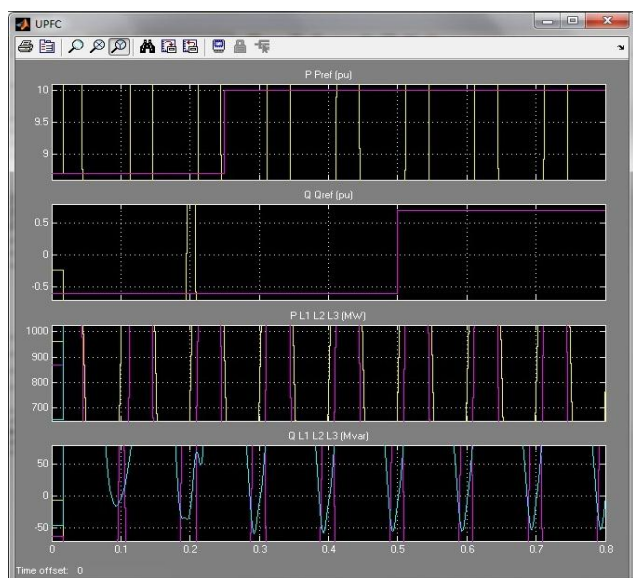 UPFC
P Pref (pu)
10
9.5
9
Q Qref (pu)
0.5
0
-0.5
P L1 L2 L3 (MW)
1000
900
800
700
Q L1 L2 L3 (Mvar)
50
0
-50
0 0.1 0.2 0.3 0.4 0.5 0.6 0.7 0.8
Time offset: 0